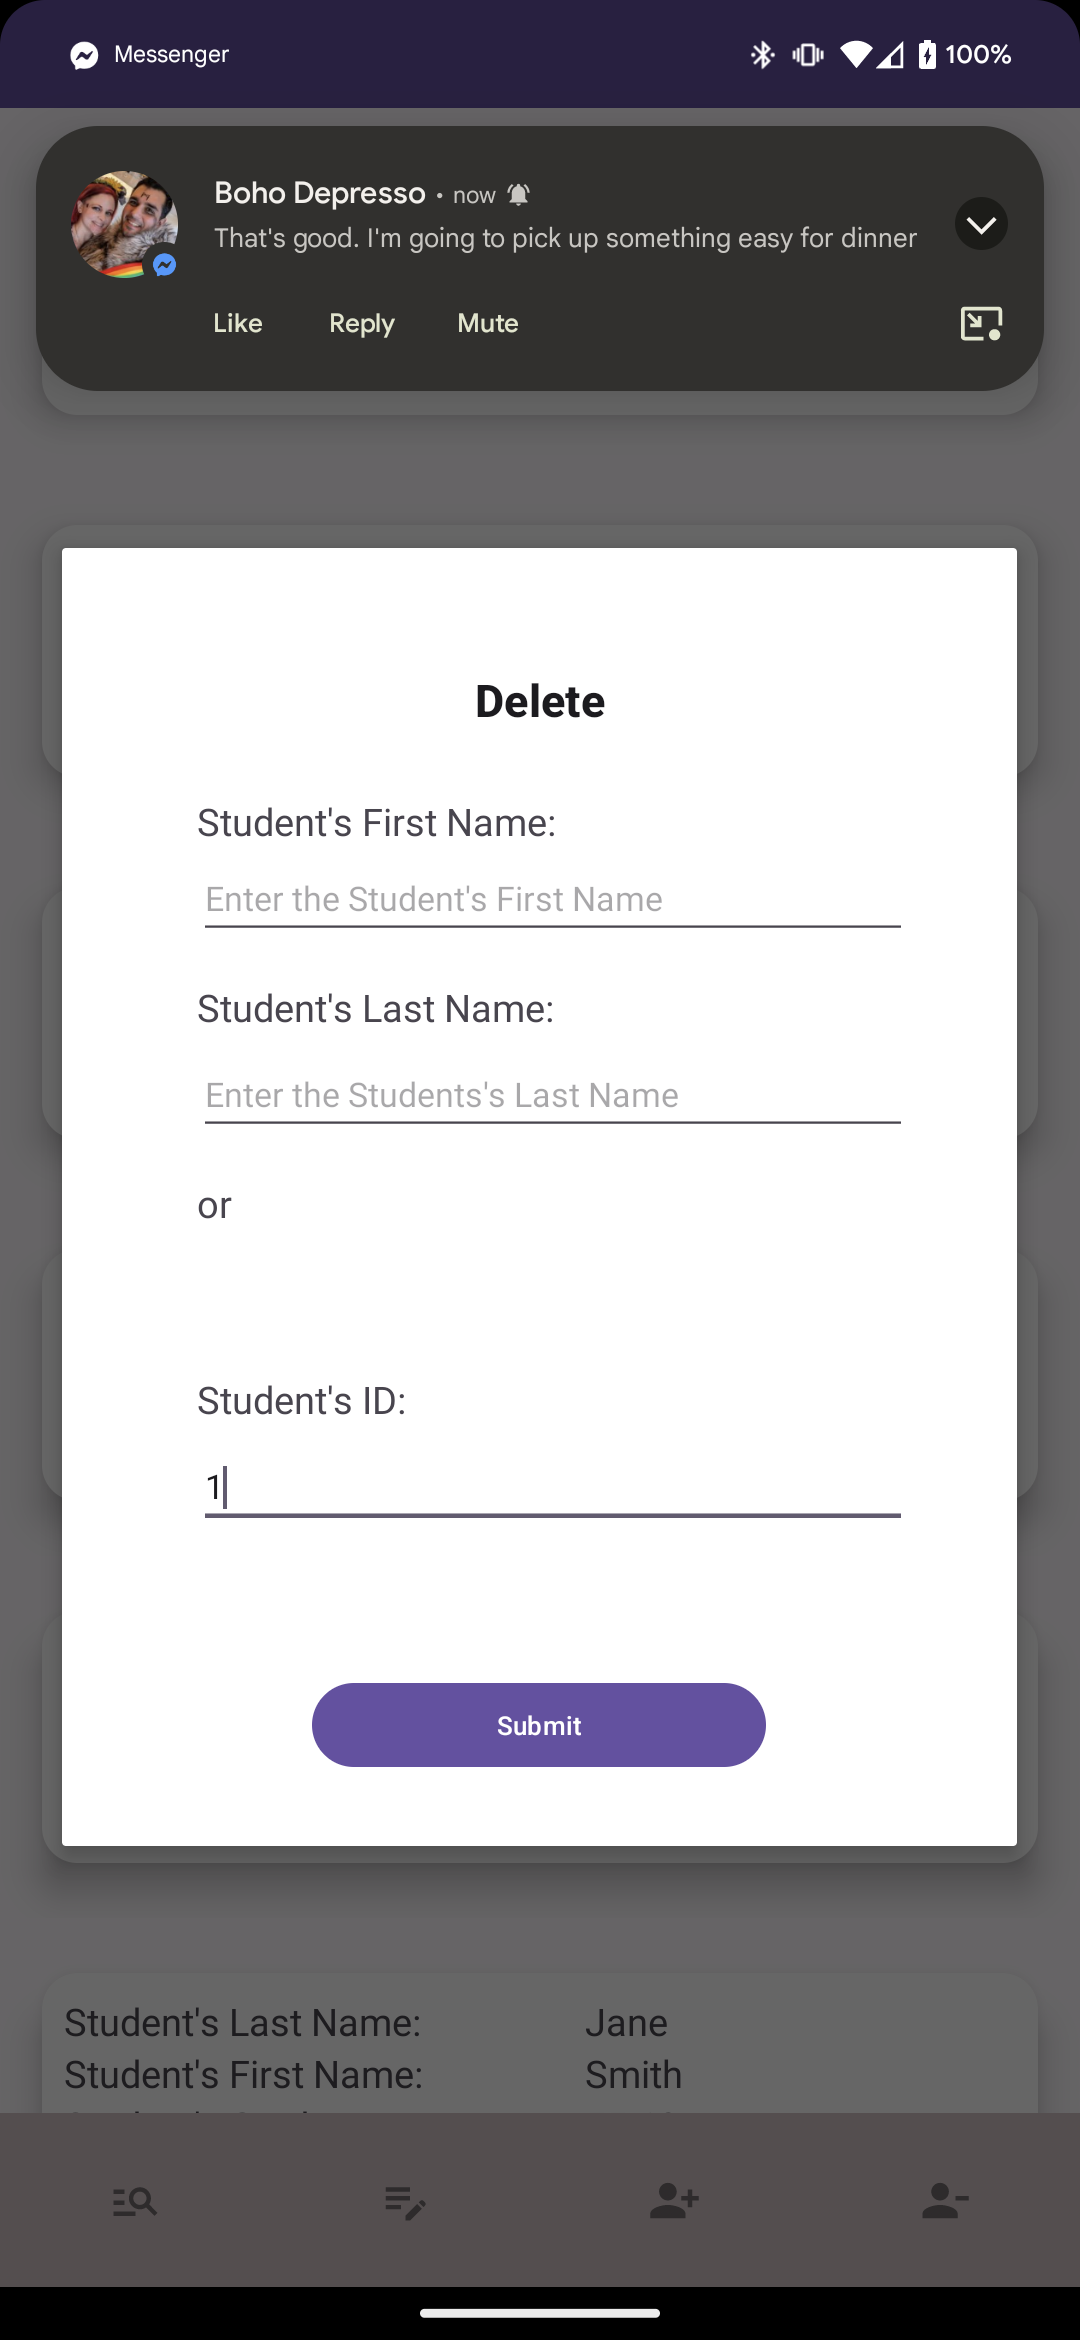 Messenger
100%
Boho Depresso • now
That's good. I'm going to pick up something easy for dinner
Like Reply Mute
Delete
Student's First Name:
Enter the Student's First Name
Student's Last Name:
Enter the Students's Last Name
or
Student's ID:
1
Submit
Student's Last Name: Jane
Student's First Name: Smith